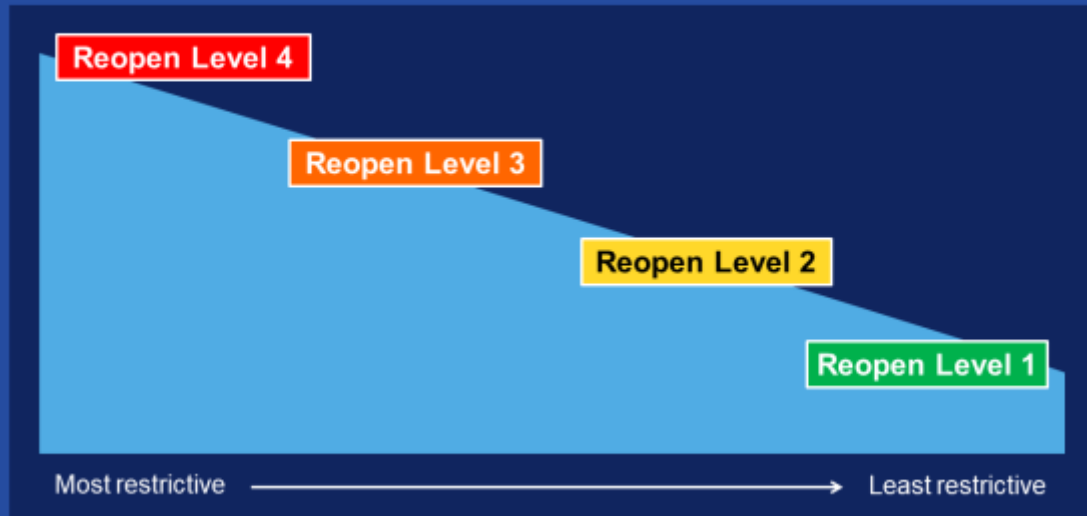 Reopen Level 4
Reopen Level 3
Reopen Level 2
Reopen Level 1
Most restrictive
Least restrictive